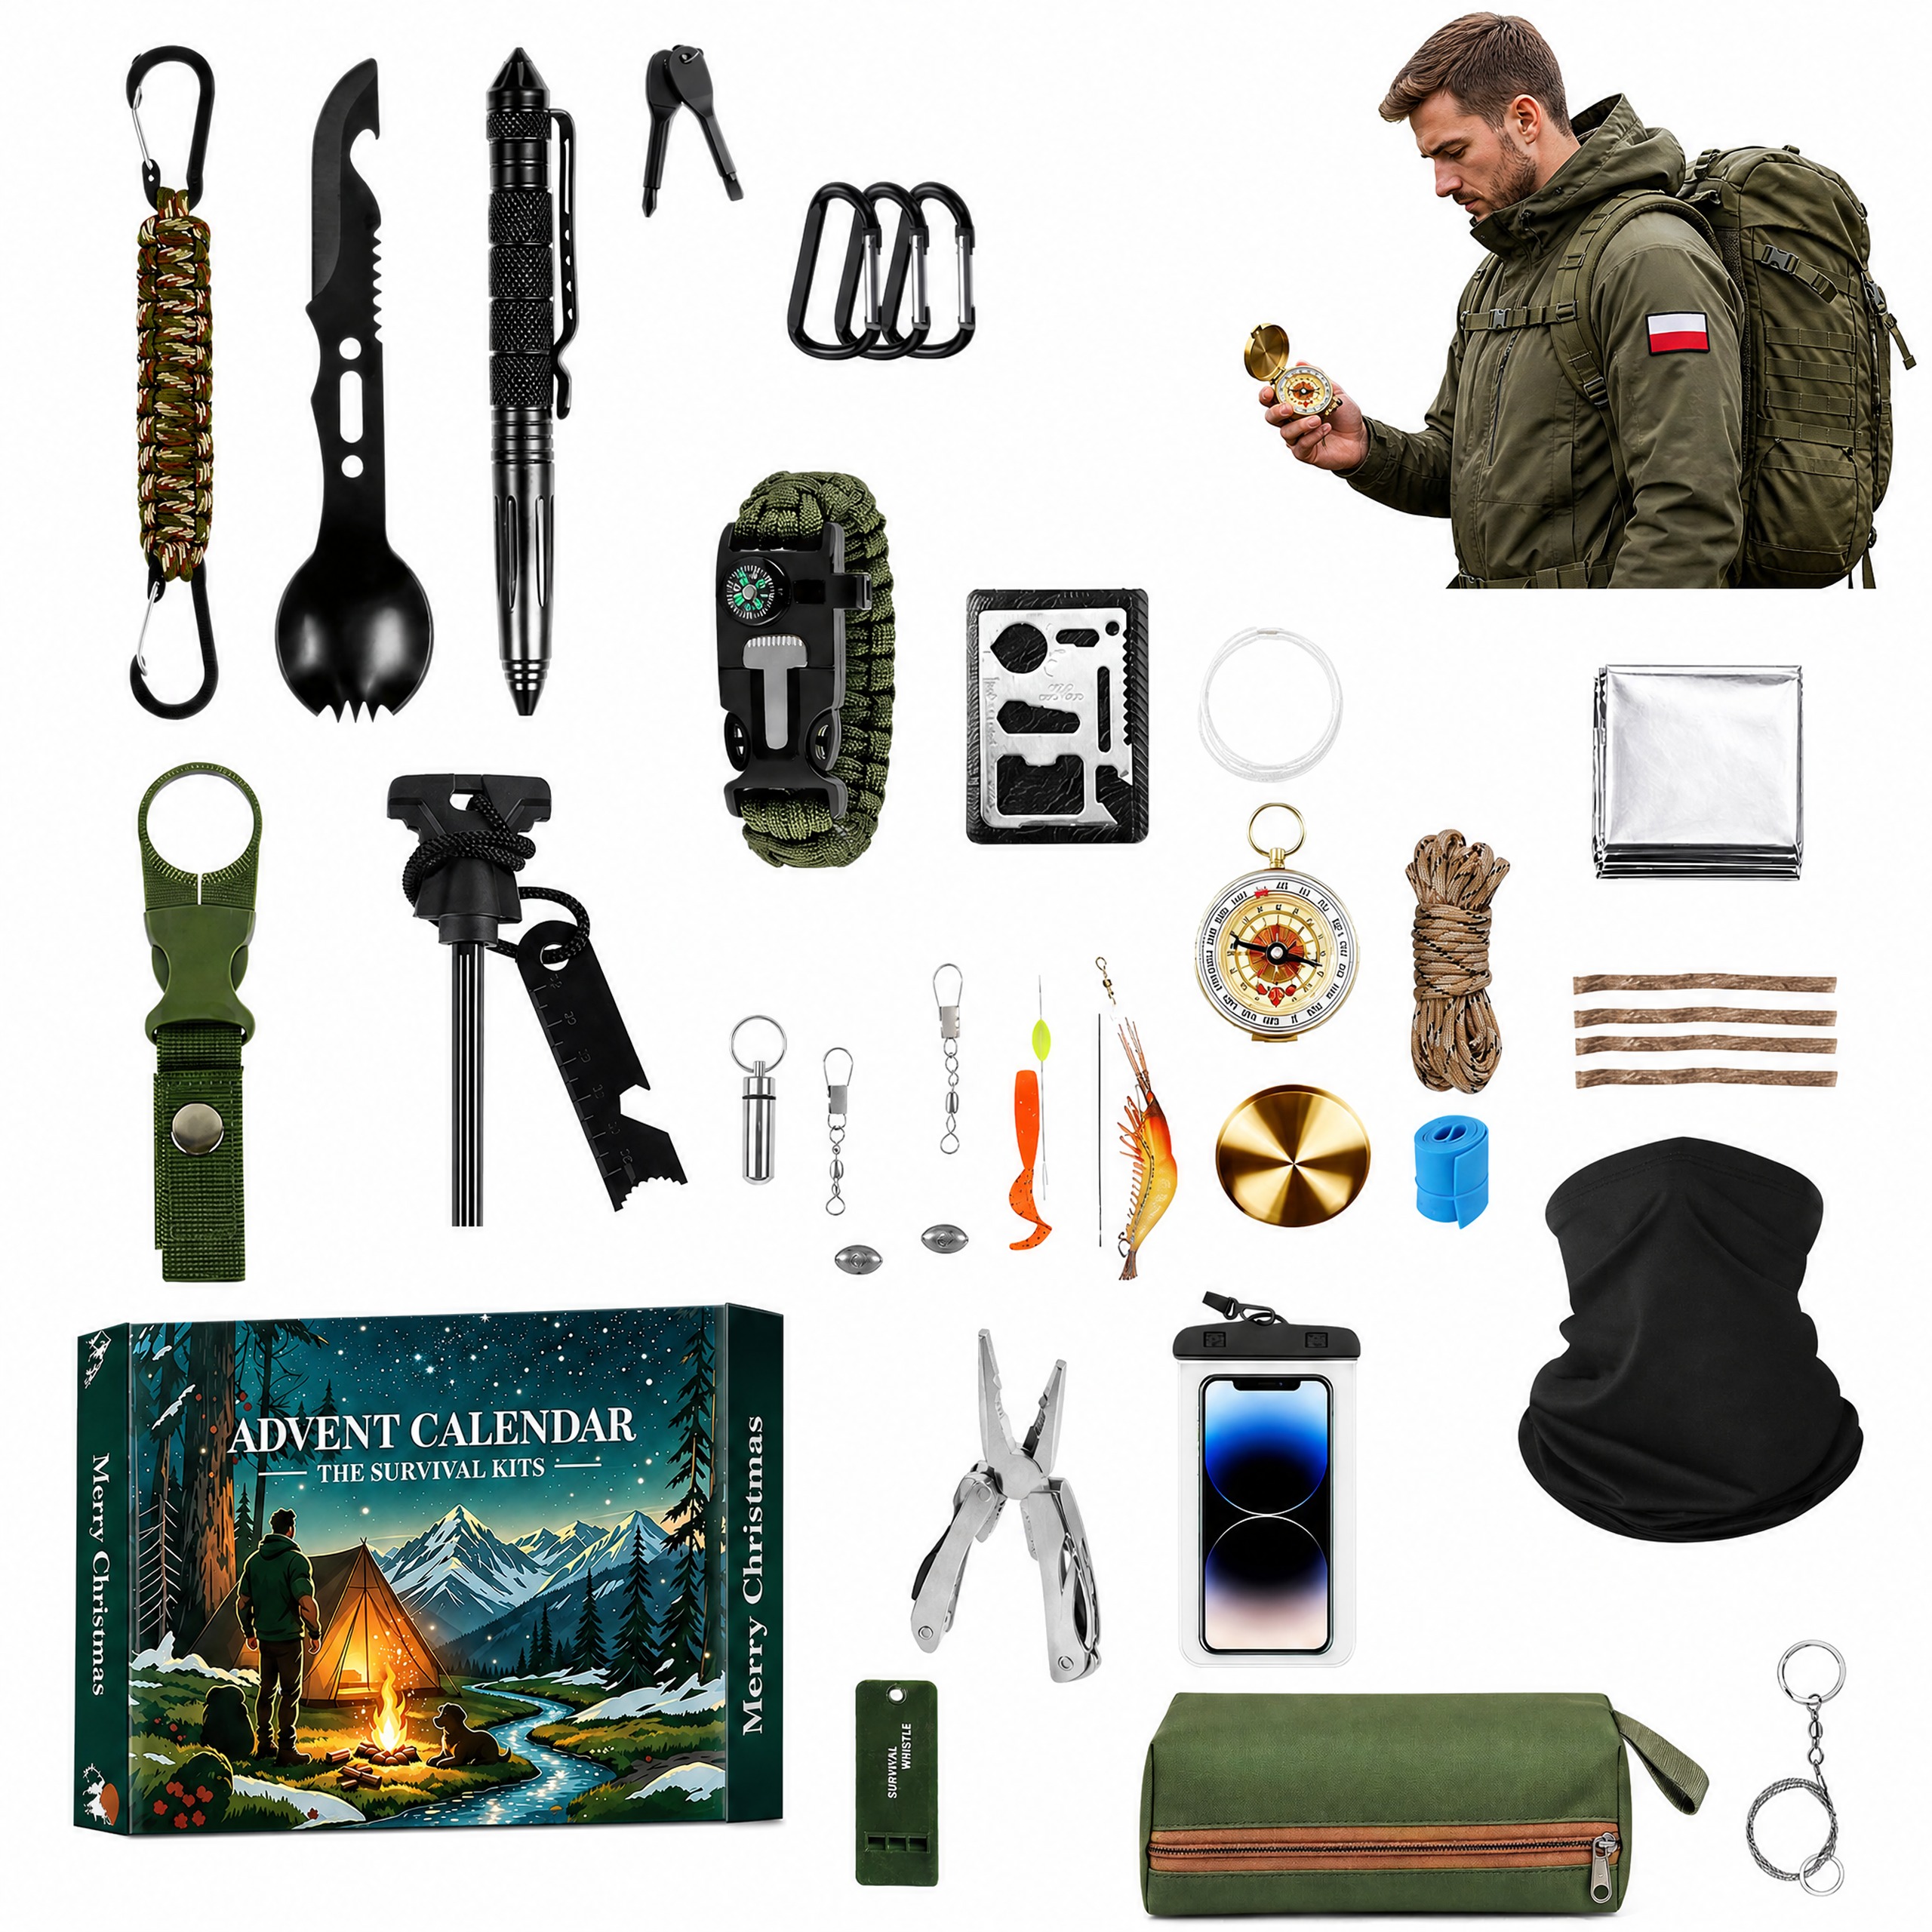 ADVENT CALENDAR
THE SURVIVAL KITS
Merry Christmas
Merry Christmas
SURVIVAL
WHISTLE